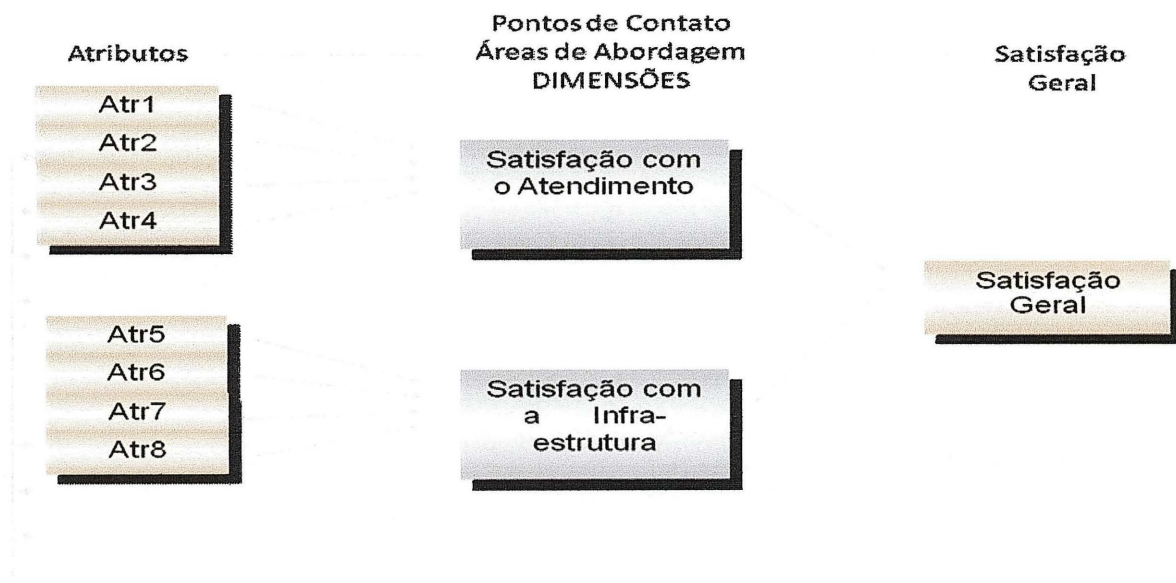 Atributos
Pontos de Contato
Áreas de Abordagem
DIMENSÕES
Satisfação
Geral
Atr1
Atr2
Atr3
Atr4
Satisfação com
o Atendimento
Satisfação
Geral
Atr5
Atr6
Atr7
Atr8
Satisfação com
a Infra-
estrutura